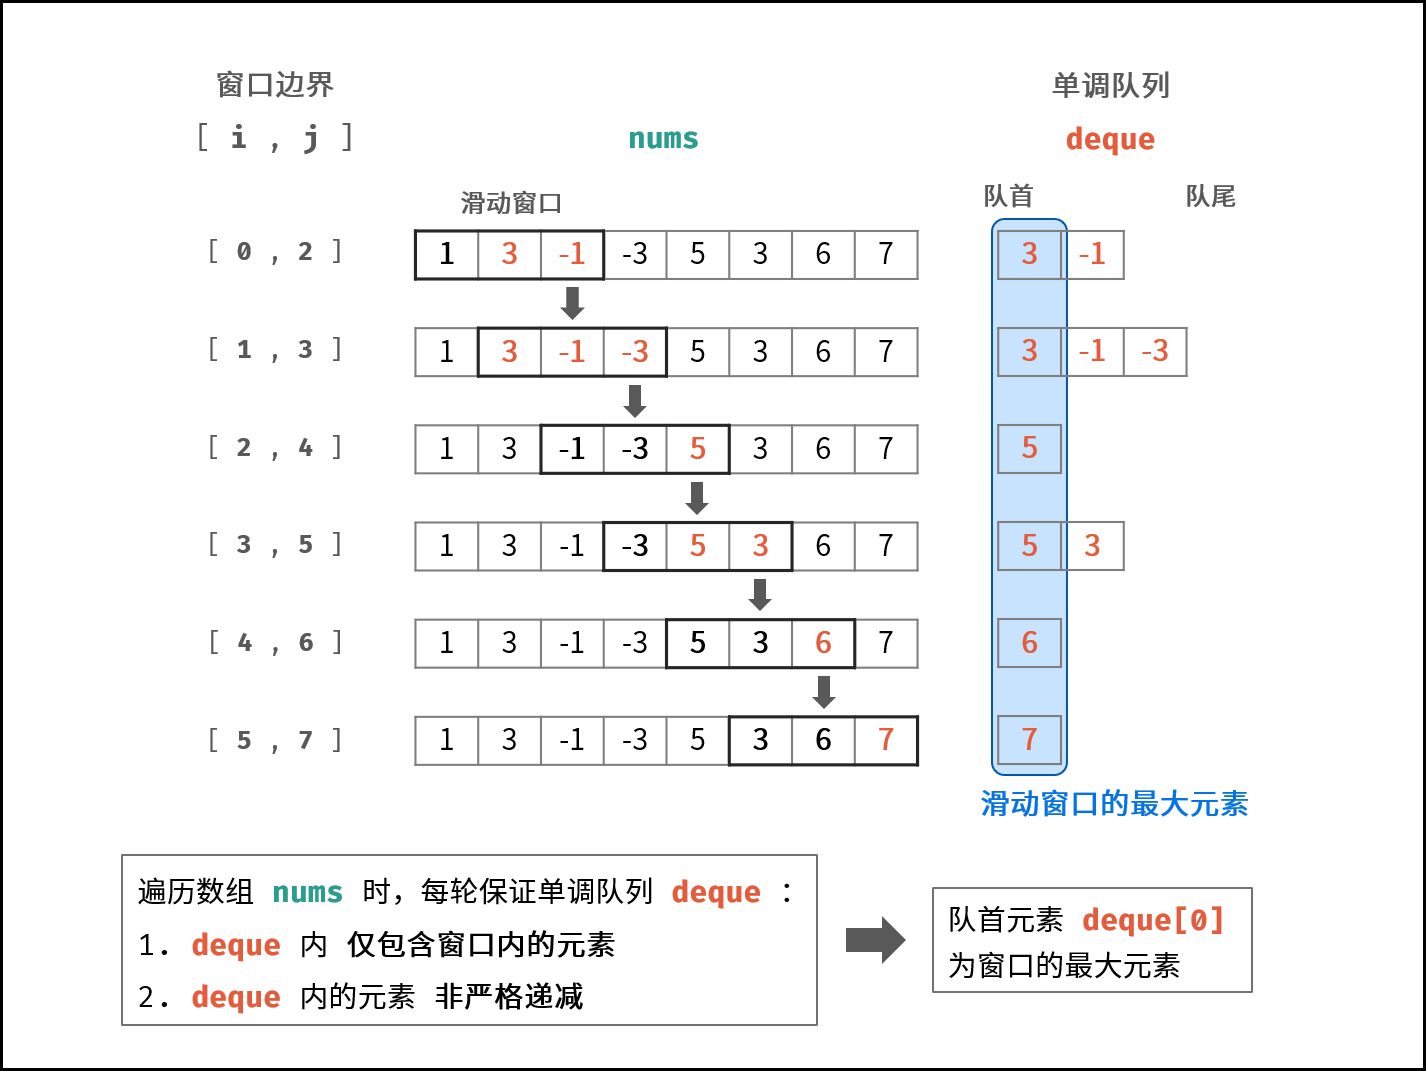 窗口边界 单调队列
[ i , j ] nums deque
滑动窗口 队首 队尾
[ 0 , 2 ] 1 3 -1 -3 5 3 6 7 3 -1
[ 1 , 3 ] 1 3 -1 -3 5 3 6 7 3 -1 -3
[ 2 , 4 ] 1 3 -1 -3 5 3 6 7 5
[ 3 , 5 ] 1 3 -1 -3 5 3 6 7 5 3
[ 4 , 6 ] 1 3 -1 -3 5 3 6 7 6
[ 5 , 7 ] 1 3 -1 -3 5 3 6 7 7
滑动窗口的最大元素
遍历数组 nums 时，每轮保证单调队列 deque ：
1. deque 内 仅包含窗口内的元素
2. deque 内的元素 非严格递减
队首元素 deque[0]
为窗口的最大元素